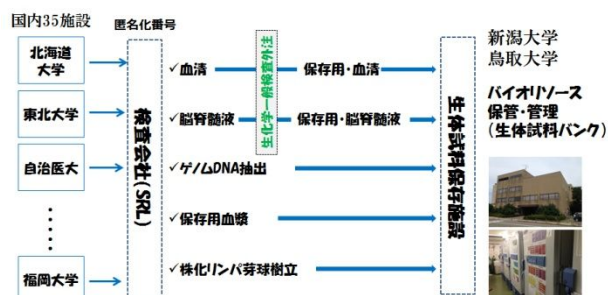 国内35施設
匿名化番号
北海道
大学
東北大学
自治医大
福岡大学
検査会社(SRL)
✓血清
✓脳脊髄液
✓ゲノムDNA抽出
✓保存用血漿
✓株化リンパ芽球樹立
生化学一般検査外注
保存用・血清
保存用・脳脊髄液
生体試料保存施設
新潟大学
鳥取大学
バイオリソース
保管・管理
(生体試料バンク)